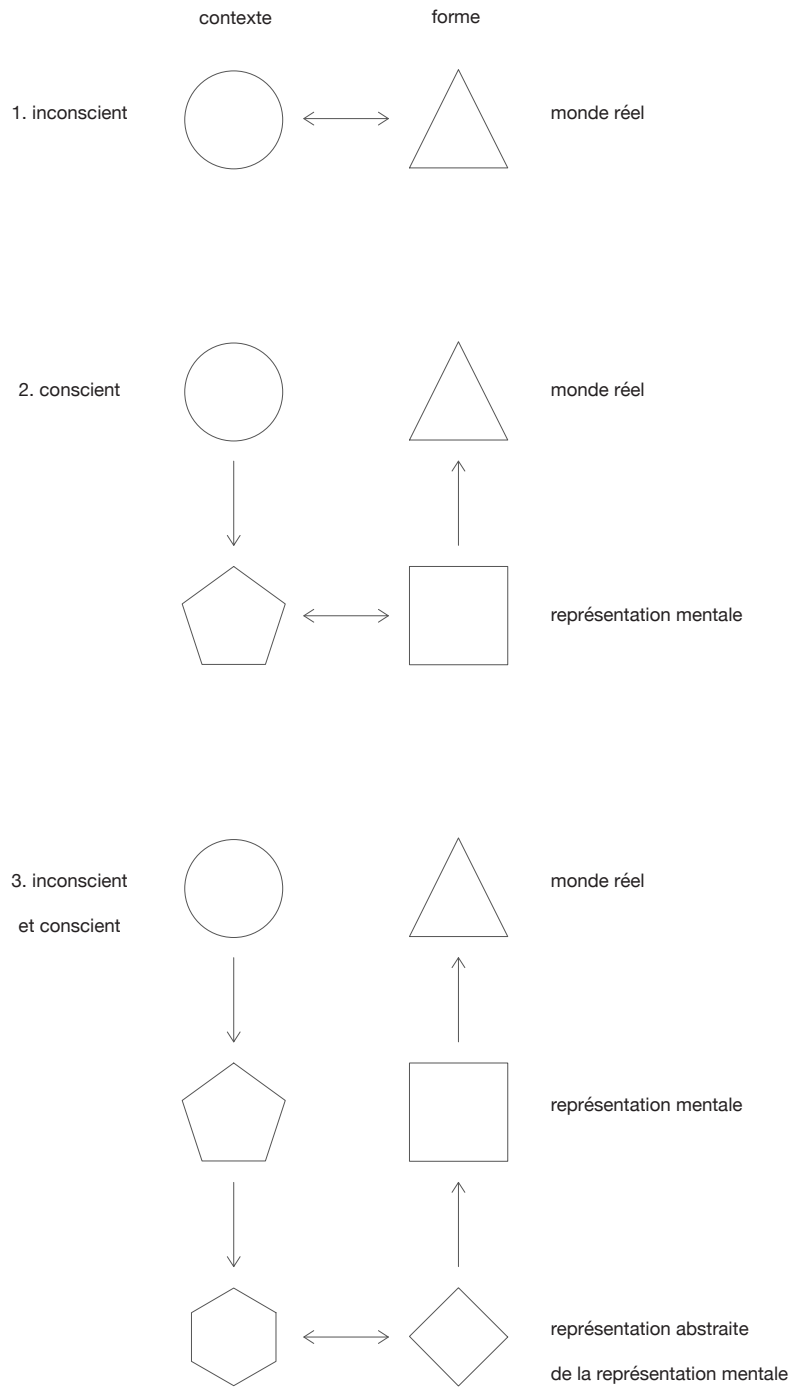 contexte forme
1. inconscient monde réel
2. conscient monde réel
représentation mentale
3. inconscient monde réel
et conscient
représentation mentale
représentation abstraite
de la représentation mentale